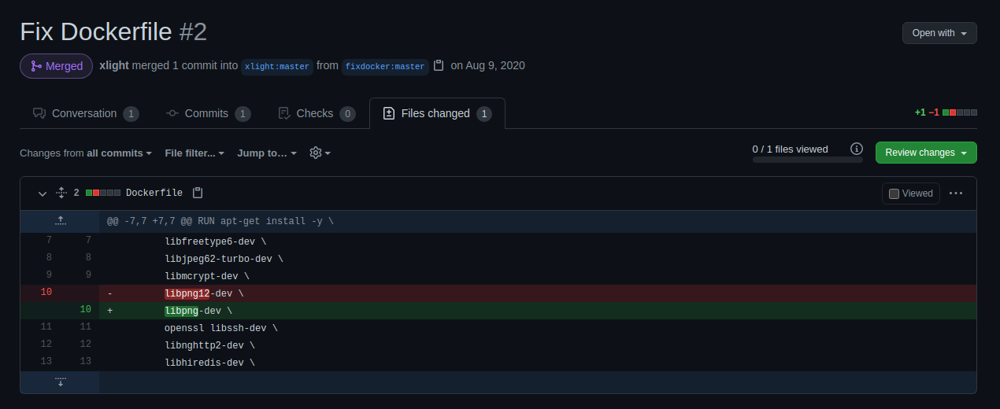 Fix Dockerfile #2
Open with
Merged xlight merged 1 commit into xlight:master from fixdocker:master on Aug 9, 2020
Conversation 1 Commits 1 Checks 0 Files changed 1 +1 −1
Changes from all commits File filter... Jump to… 0 / 1 files viewed Review changes
2 Dockerfile Viewed
@@ -7,7 +7,7 @@ RUN apt-get install -y \
7 7 libfreetype6-dev \
8 8 libjpeg62-turbo-dev \
9 9 libmcrypt-dev \
10 - libpng12-dev \
10 + libpng-dev \
11 11 openssl libssh-dev \
12 12 libnghttp2-dev \
13 13 libhiredis-dev \